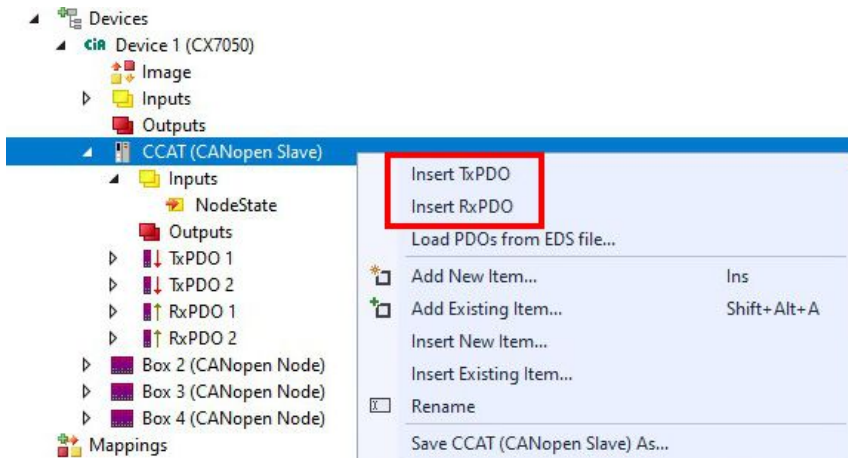 Devices
CiA Device 1 (CX7050)
Image
Inputs
Outputs
CCAT (CANopen Slave)
Inputs
NodeState
Outputs
TxPDO 1
TxPDO 2
RxPDO 1
RxPDO 2
Box 2 (CANopen Node)
Box 3 (CANopen Node)
Box 4 (CANopen Node)
Mappings
Insert TxPDO
Insert RxPDO
Load PDOs from EDS file...
Add New Item... Ins
Add Existing Item... Shift+Alt+A
Insert New Item...
Insert Existing Item...
Rename
Save CCAT (CANopen Slave) As...